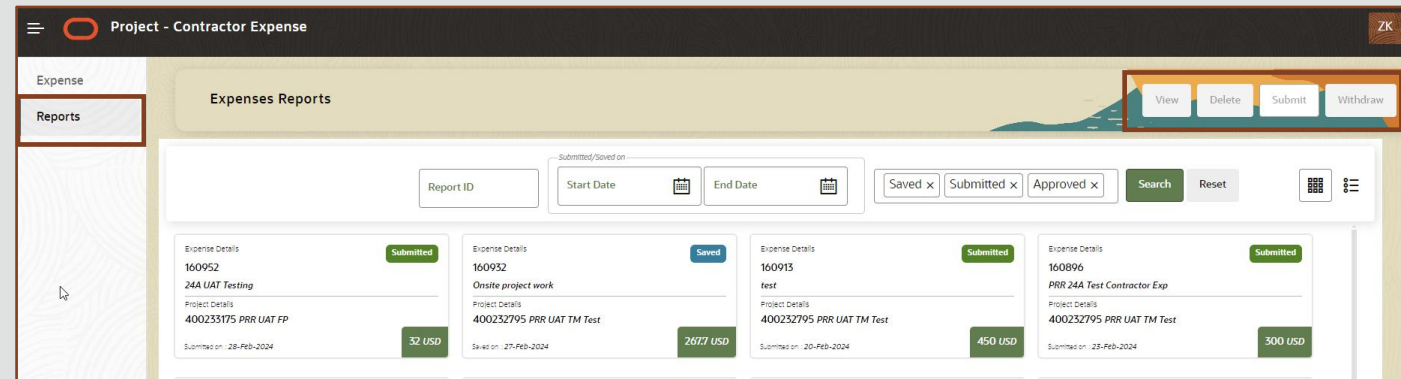 Project - Contractor Expense
ZK
Expense
Reports
Expenses Reports
View Delete Submit Withdraw
Submitted/Saved on
Report ID
Start Date
End Date
Saved x Submitted x Approved x
Search Reset
Expense Details
Submitted
160952
24A UAT Testing
Project Details
400233175 PRR UAT FP
Submitted on : 28-Feb-2024
32 USD
Expense Details
Saved
160932
Onsite project work
Project Details
400232795 PRR UAT TM Test
Saved on : 27-Feb-2024
267.7 USD
Expense Details
Submitted
160913
test
Project Details
400232795 PRR UAT TM Test
Submitted on : 20-Feb-2024
450 USD
Expense Details
Submitted
160896
PRR 24A Test Contractor Exp
Project Details
400232795 PRR UAT TM Test
Submitted on : 23-Feb-2024
300 USD